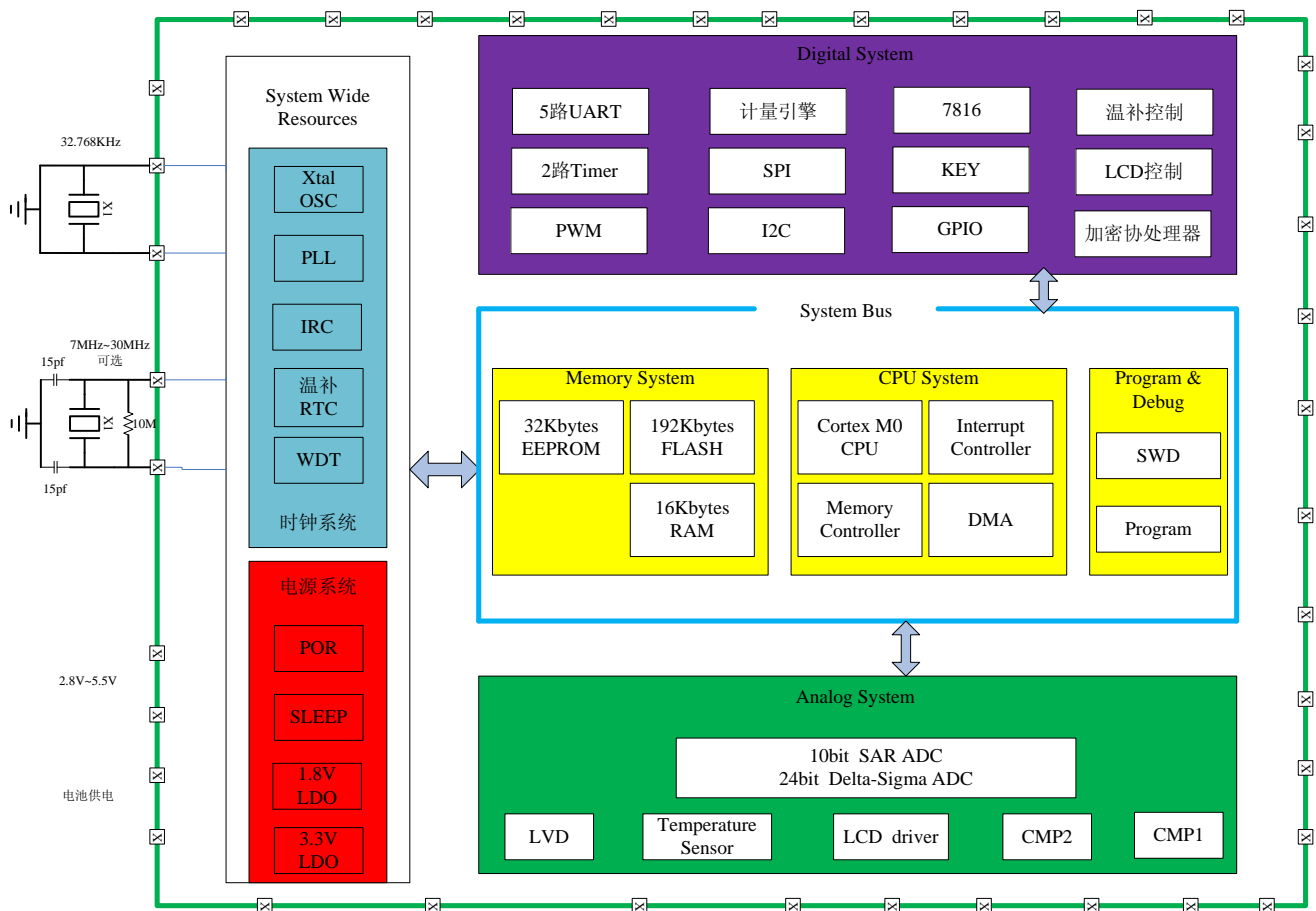 32.768KHz
X1
7MHz~30MHz
可选
15pf
X1
10M
15pf
2.8V~5.5V
电池供电
System Wide
Resources
Xtal
OSC
PLL
IRC
温补
RTC
WDT
时钟系统
电源系统
POR
SLEEP
1.8V
LDO
3.3V
LDO
Digital System
5路UART
计量引擎
7816
温补控制
2路Timer
SPI
KEY
LCD控制
PWM
I2C
GPIO
加密协处理器
System Bus
Memory System
32Kbytes
EEPROM
192Kbytes
FLASH
16Kbytes
RAM
CPU System
Cortex M0
CPU
Interrupt
Controller
Memory
Controller
DMA
Program &
Debug
SWD
Program
Analog System
10bit SAR ADC
24bit Delta-Sigma ADC
LVD
Temperature
Sensor
LCD driver
CMP2
CMP1